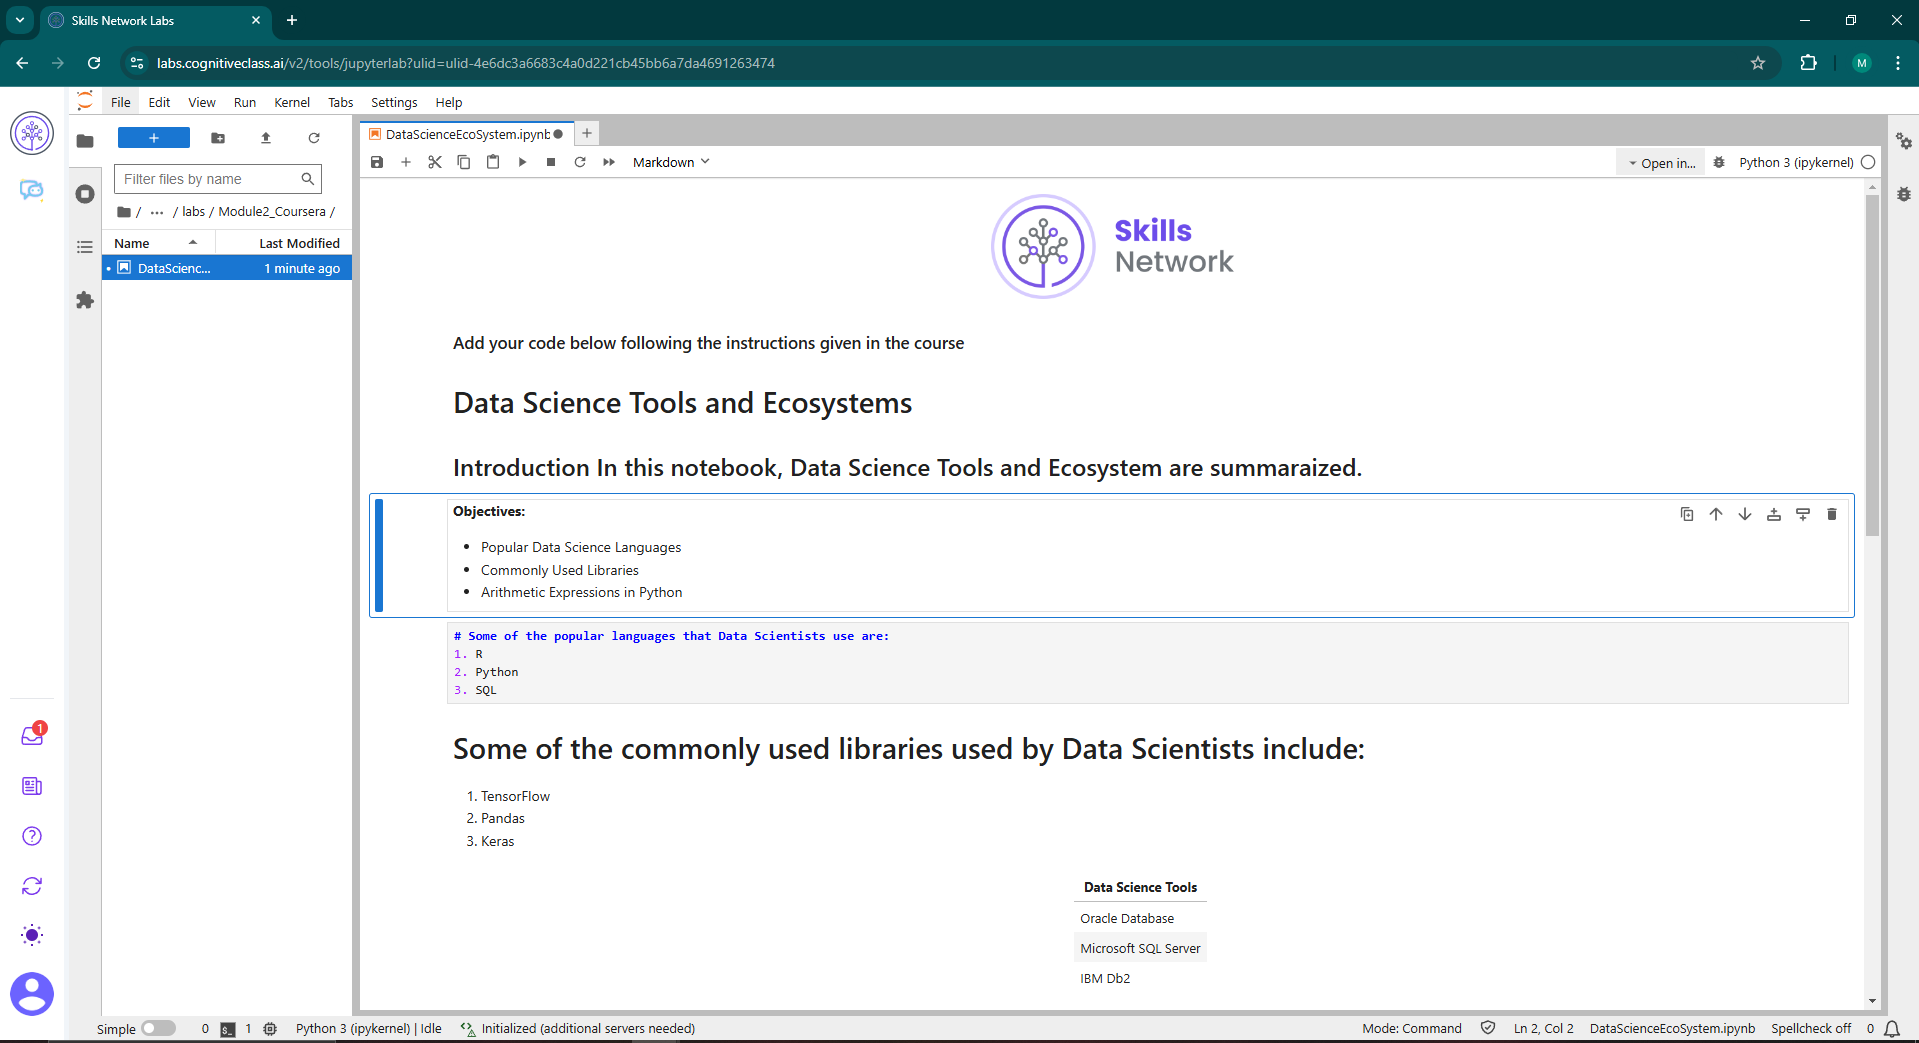 Skills Network Labs
labs.cognitiveclass.ai/v2/tools/jupyterlab?ulid=ulid-4e6dc3a6683c4a0d221cb45bb6a7da4691263474
M
File Edit View Run Kernel Tabs Settings Help
+
DataScienceEcoSystem.ipynb
Filter files by name
Markdown
Open in...
Python 3 (ipykernel)
/ ... / labs / Module2_Coursera /
Name Last Modified
DataScienc... 1 minute ago
Skills
Network
Add your code below following the instructions given in the course
Data Science Tools and Ecosystems
Introduction In this notebook, Data Science Tools and Ecosystem are summaraized.
Objectives:
• Popular Data Science Languages
• Commonly Used Libraries
• Arithmetic Expressions in Python
# Some of the popular languages that Data Scientists use are:
1. R
2. Python
3. SQL
Some of the commonly used libraries used by Data Scientists include:
1. TensorFlow
2. Pandas
3. Keras
Data Science Tools
Oracle Database
Microsoft SQL Server
IBM Db2
1
Simple 0 $_ 1 Python 3 (ipykernel) | Idle Initialized (additional servers needed) Mode: Command Ln 2, Col 2 DataScienceEcoSystem.ipynb Spellcheck off 0